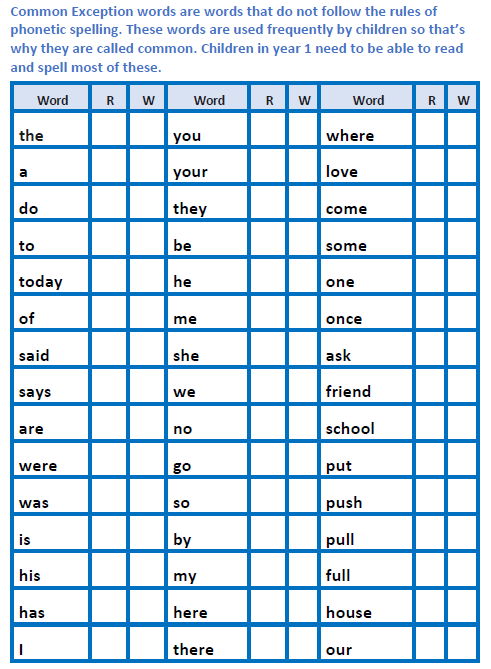 Common Exception words are words that do not follow the rules of
phonetic spelling. These words are used frequently by children so that's
why they are called common. Children in year 1 need to be able to read
and spell most of these.
Word R W Word R W Word R W
the you where
a your love
do they come
to be some
today he one
of me once
said she ask
says we friend
are no school
were go put
was so push
is by pull
his my full
has here house
I there our